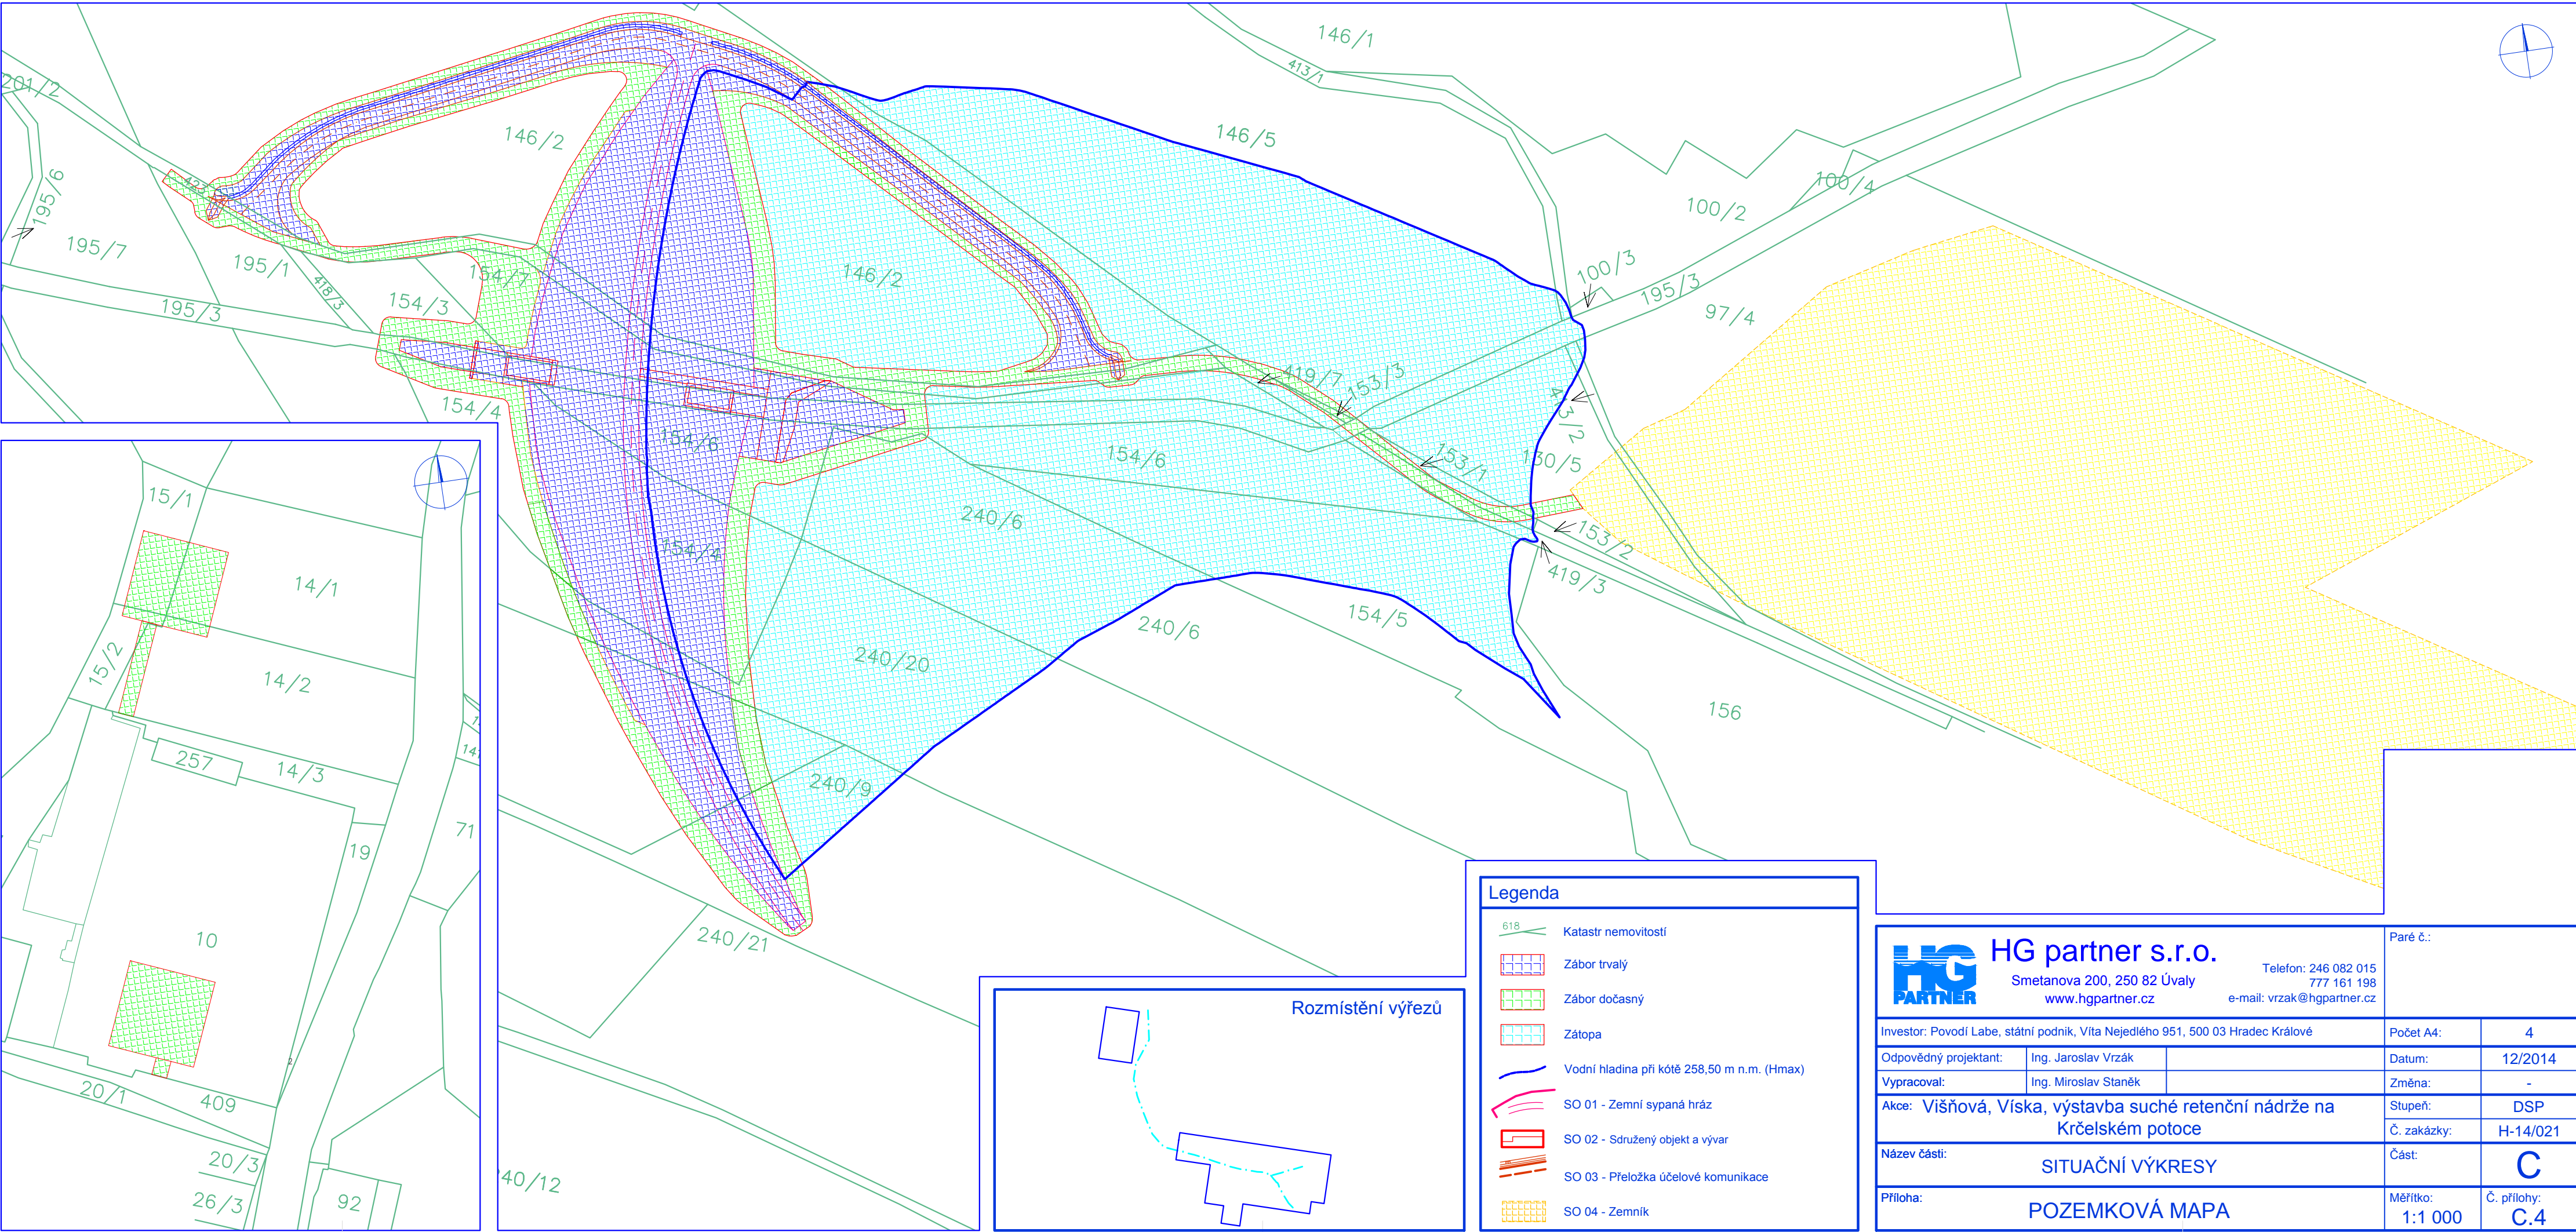 146/1
413/1
201/2
146/2
146/5
195/6
100/4
100/2
195/7
195/1
418/3
154/7
146/2
100/3
195/3
154/3
195/3
97/4
419/7
153/3
154/4
413/2
154/6
154/6
153/1
130/5
240/6
153/2
154/4
419/3
154/5
240/6
240/20
156
240/9
240/21
240/12
15/1
14/1
15/2
14/2
257
14/3
141
71
19
10
20/1
409
20/3
26/3
92
Rozmístění výřezů
Legenda
618
Katastr nemovitostí
Zábor trvalý
Zábor dočasný
Zátopa
Vodní hladina při kótě 258,50 m n.m. (Hmax)
SO 01 - Zemní sypaná hráz
SO 02 - Sdružený objekt a vývar
SO 03 - Přeložka účelové komunikace
SO 04 - Zemník
HG
PARTNER
HG partner s.r.o.
Smetanova 200, 250 82 Úvaly
www.hgpartner.cz
Telefon: 246 082 015
777 161 198
e-mail: vrzak@hgpartner.cz
Paré č.:
Investor: Povodí Labe, státní podnik, Víta Nejedlého 951, 500 03 Hradec Králové
Počet A4: 4
Odpovědný projektant: Ing. Jaroslav Vrzák
Datum: 12/2014
Vypracoval: Ing. Miroslav Staněk
Změna: -
Akce: Višňová, Víska, výstavba suché retenční nádrže na
Krčelském potoce
Stupeň: DSP
Č. zakázky: H-14/021
Název části: SITUAČNÍ VÝKRESY
Část: C
Příloha: POZEMKOVÁ MAPA
Měřítko: 1:1 000
Č. přílohy: C.4